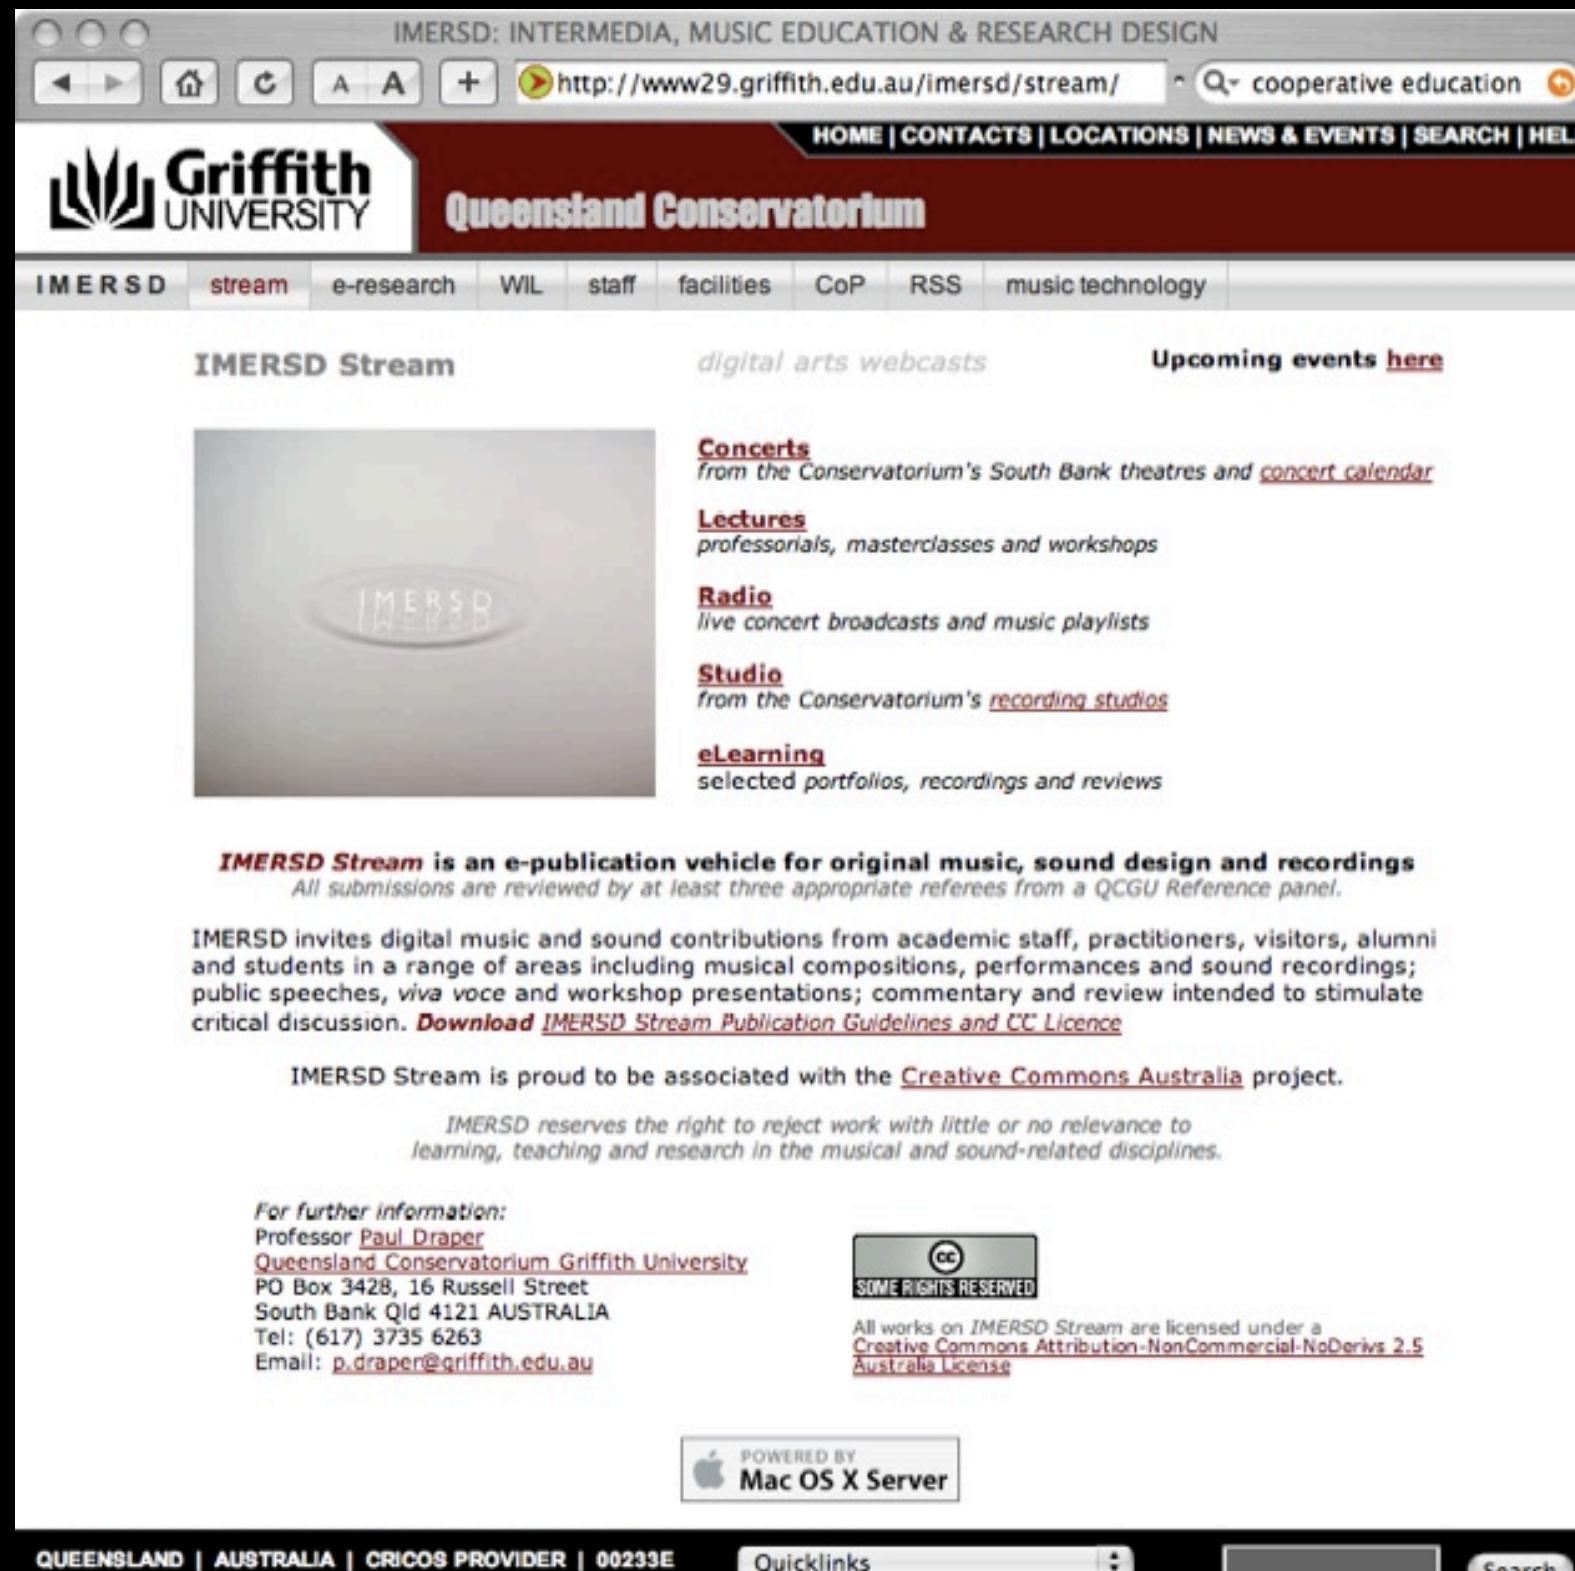 IMERSD: INTERMEDIA, MUSIC EDUCATION & RESEARCH DESIGN
A A + http://www29.griffith.edu.au/imersd/stream/ cooperative education
HOME | CONTACTS | LOCATIONS | NEWS & EVENTS | SEARCH | HEL
Griffith
UNIVERSITY
Queensland Conservatorium
IMERSD stream e-research WIL staff facilities CoP RSS music technology
IMERSD Stream digital arts webcasts Upcoming events here
IMERSD
Concerts
from the Conservatorium's South Bank theatres and concert calendar
Lectures
professorials, masterclasses and workshops
Radio
live concert broadcasts and music playlists
Studio
from the Conservatorium's recording studios
eLearning
selected portfolios, recordings and reviews
IMERSD Stream is an e-publication vehicle for original music, sound design and recordings
All submissions are reviewed by at least three appropriate referees from a QCGU Reference panel.
IMERSD invites digital music and sound contributions from academic staff, practitioners, visitors, alumni
and students in a range of areas including musical compositions, performances and sound recordings;
public speeches, viva voce and workshop presentations; commentary and review intended to stimulate
critical discussion. Download IMERSD Stream Publication Guidelines and CC Licence
IMERSD Stream is proud to be associated with the Creative Commons Australia project.
IMERSD reserves the right to reject work with little or no relevance to
learning, teaching and research in the musical and sound-related disciplines.
For further information:
Professor Paul Draper
Queensland Conservatorium Griffith University
PO Box 3428, 16 Russell Street
South Bank Qld 4121 AUSTRALIA
Tel: (617) 3735 6263
Email: p.draper@griffith.edu.au
cc
SOME RIGHTS RESERVED
All works on IMERSD Stream are licensed under a
Creative Commons Attribution-NonCommercial-NoDerivs 2.5
Australia License
POWERED BY
Mac OS X Server
QUEENSLAND | AUSTRALIA | CRICOS PROVIDER | 00233E Quicklinks Search